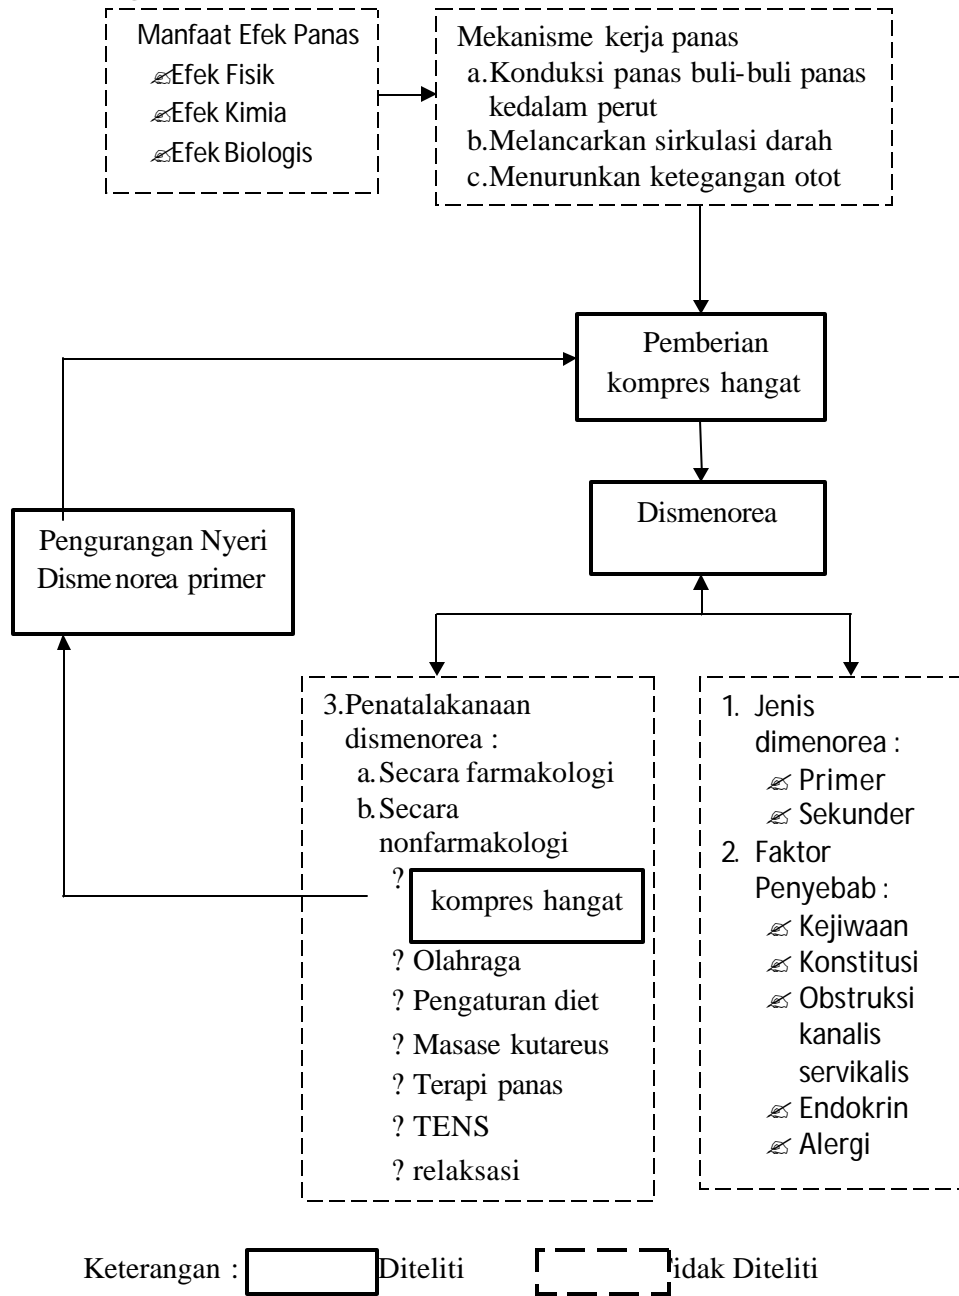 Manfaat Efek Panas
✍Efek Fisik
✍Efek Kimia
✍Efek Biologis
Mekanisme kerja panas
a.Konduksi panas buli-buli panas
kedalam perut
b.Melancarkan sirkulasi darah
c.Menurunkan ketegangan otot
Pemberian
kompres hangat
Dismenorea
Pengurangan Nyeri
Dismenorea primer
3.Penatalakanaan
dismenorea :
a.Secara farmakologi
b.Secara
nonfarmakologi
? kompres hangat
? Olahraga
? Pengaturan diet
? Masase kutareus
? Terapi panas
? TENS
? relaksasi
1. Jenis
dimenorea :
✍ Primer
✍ Sekunder
2. Faktor
Penyebab :
✍ Kejiwaan
✍ Konstitusi
✍ Obstruksi
kanalis
servikalis
✍ Endokrin
✍ Alergi
Keterangan : Diteliti idak Diteliti